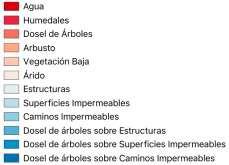 Agua
Humedales
Dosel de Árboles
Arbusto
Vegetación Baja
Árido
Estructuras
Superficies Impermeables
Caminos Impermeables
Dosel de árboles sobre Estructuras
Dosel de árboles sobre Superficies Impermeables
Dosel de árboles sobre Caminos Impermeables